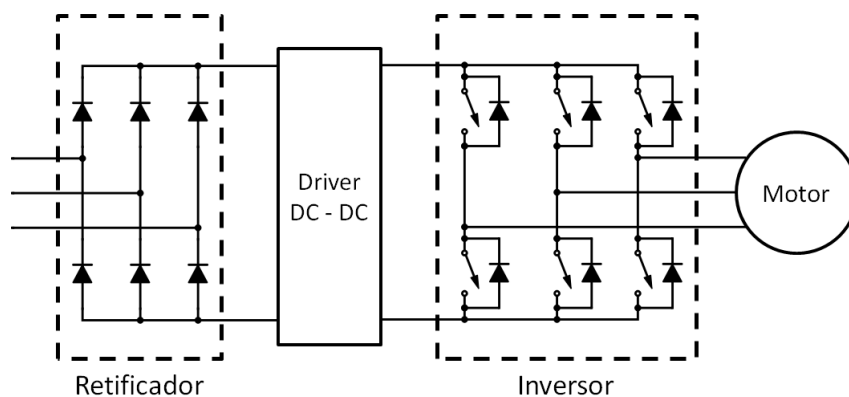 Driver
DC - DC
Motor
Retificador
Inversor